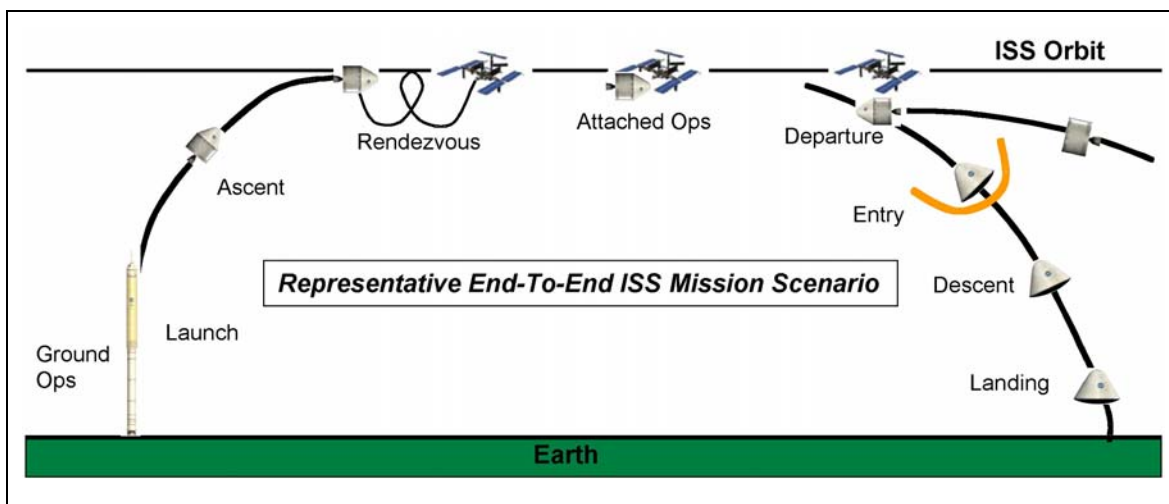 ISS Orbit
Rendezvous
Attached Ops
Departure
Ascent
Entry
Representative End-To-End ISS Mission Scenario
Descent
Launch
Ground
Ops
Landing
Earth